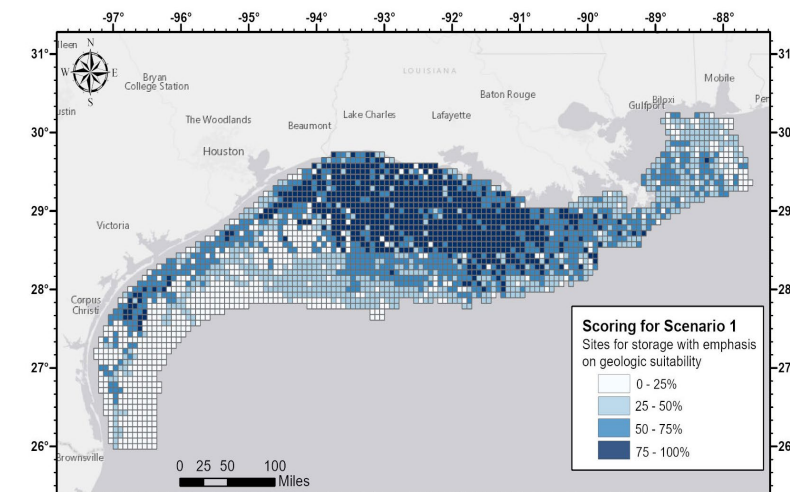 -97° -96° -95° -94° -93° -92° -91° -90° -89° -88°
31°
30°
29°
28°
27°
26°
31
30
29
28
27
26
N
W E
S
lleen
Bryan
College Station
ustin
The Woodlands
Houston
Beaumont
Lake Charles
Lafayette
LOUISIANA
Baton Rouge
Gulfport
Biloxi
Mobile
Pen
Victoria
Corpus
Christi
Brownsville
0 25 50 100
Miles
Scoring for Scenario 1
Sites for storage with emphasis
on geologic suitability
0 - 25%
25 - 50%
50 - 75%
75 - 100%